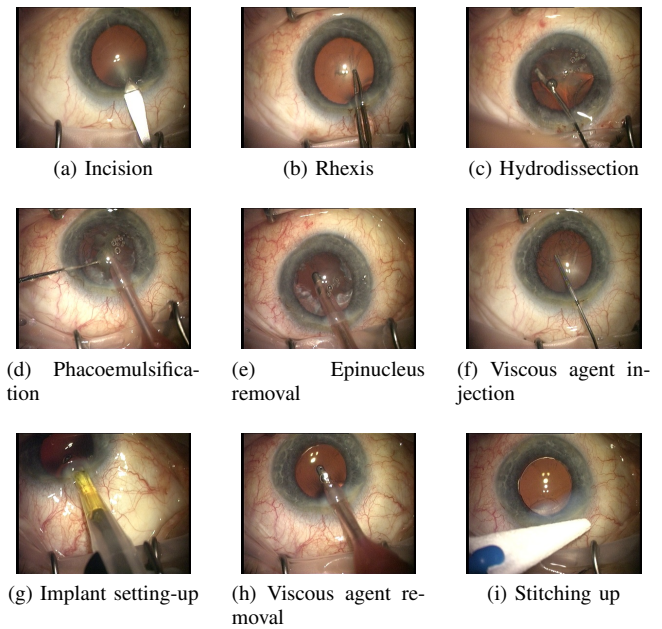 (a) Incision
(b) Rhexis
(c) Hydrodissection
(d) Phacoemulsifica-
tion
(e) Epinucleus
removal
(f) Viscous agent in-
jection
(g) Implant setting-up
(h) Viscous agent re-
moval
(i) Stitching up